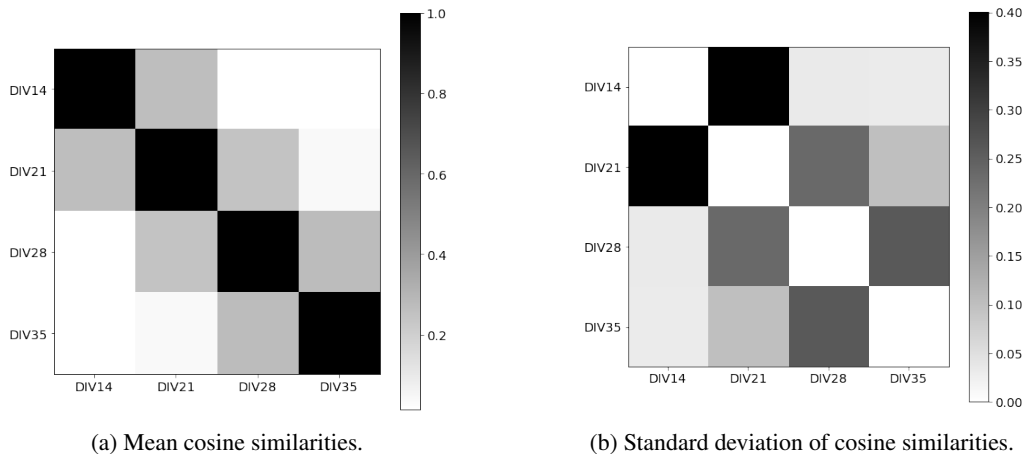 DIV14
DIV21
DIV28
DIV35
DIV14 DIV21 DIV28 DIV35
1.0
0.8
0.6
0.4
0.2
(a) Mean cosine similarities.
DIV14
DIV21
DIV28
DIV35
DIV14 DIV21 DIV28 DIV35
0.40
0.35
0.30
0.25
0.20
0.15
0.10
0.05
0.00
(b) Standard deviation of cosine similarities.